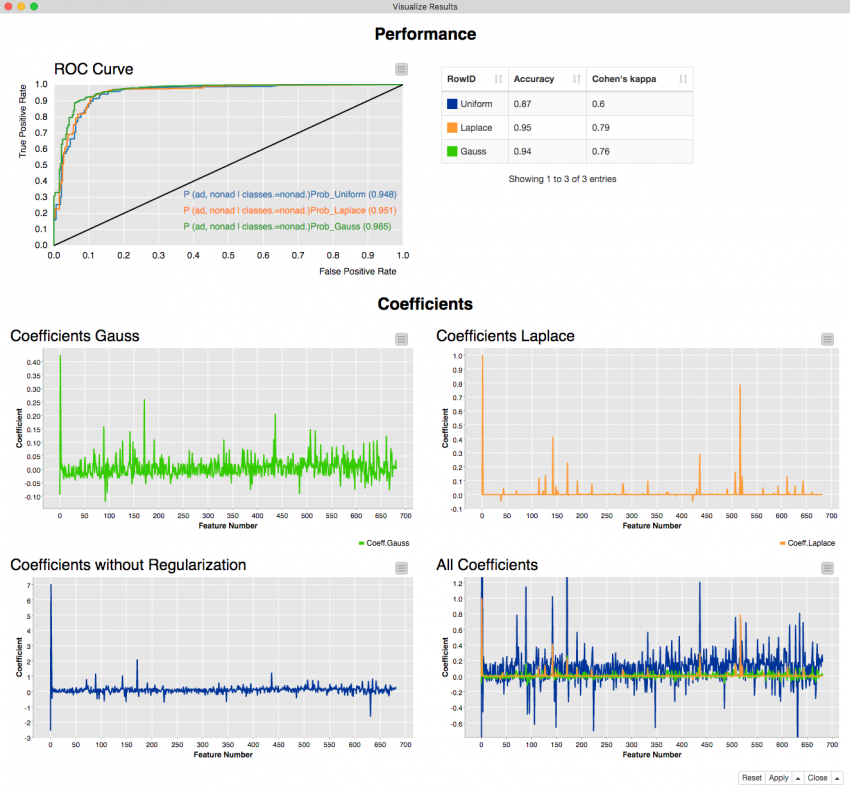 Visualize Results
Performance
ROC Curve
True Positive Rate
1.0
0.9
0.8
0.7
0.6
0.5
0.4
0.3
0.2
0.1
0.0
P (ad, nonad I classes.=nonad.)Prob_Uniform (0.948)
P (ad, nonad I classes.=nonad.)Prob_Laplace (0.951)
P (ad, nonad I classes.=nonad.)Prob_Gauss (0.965)
0.0 0.1 0.2 0.3 0.4 0.5 0.6 0.7 0.8 0.9 1.0
False Positive Rate
RowID Accuracy Cohen's kappa
Uniform 0.87 0.6
Laplace 0.95 0.79
Gauss 0.94 0.76
Showing 1 to 3 of 3 entries
Coefficients
Coefficients Gauss
Coefficient
0.40
0.35
0.30
0.25
0.20
0.15
0.10
0.05
0.00
-0.05
-0.10
0 50 100 150 200 250 300 350 400 450 500 550 600 650 700
Feature Number
Coeff.Gauss
Coefficients Laplace
Coefficient
1.0
0.9
0.8
0.7
0.6
0.5
0.4
0.3
0.2
0.1
0.0
-0.1
0 50 100 150 200 250 300 350 400 450 500 550 600 650 700
Feature Number
Coeff.Laplace
Coefficients without Regularization
Coefficient
7
6
5
4
3
2
1
0
-1
-2
-3
0 50 100 150 200 250 300 350 400 450 500 550 600 650 700
Feature Number
All Coefficients
Coefficient
1.2
1.0
0.8
0.6
0.4
0.2
0.0
-0.2
-0.4
-0.6
0 50 100 150 200 250 300 350 400 450 500 550 600 650 700
Feature Number
Reset Apply Close